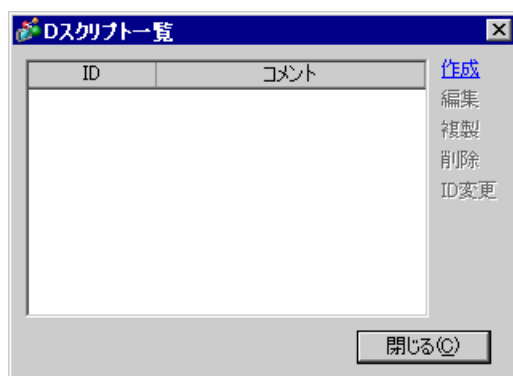 Dスクリプト一覧
ID コメント
作成
編集
複製
削除
ID変更
閉じる(C)